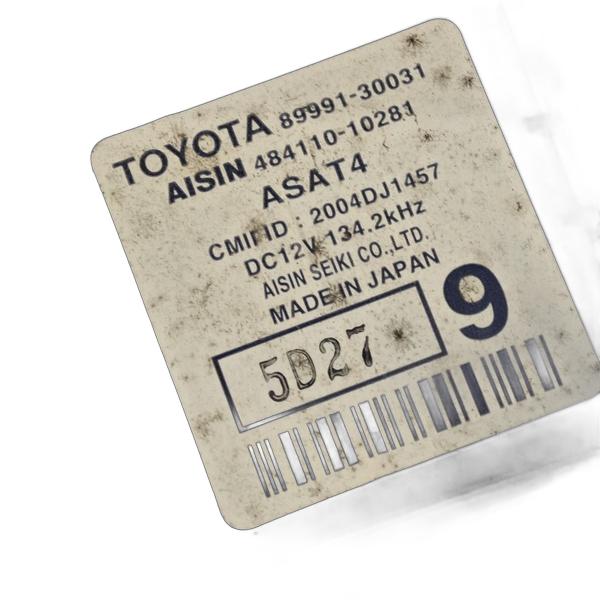 TOYOTA 89991-30031
AISIN 484110-10281
ASAT4
CMIIT ID : 2004DJ1457
DC12V 134.2kHz
AISIN SEIKI CO.,LTD.
MADE IN JAPAN
9
5D27